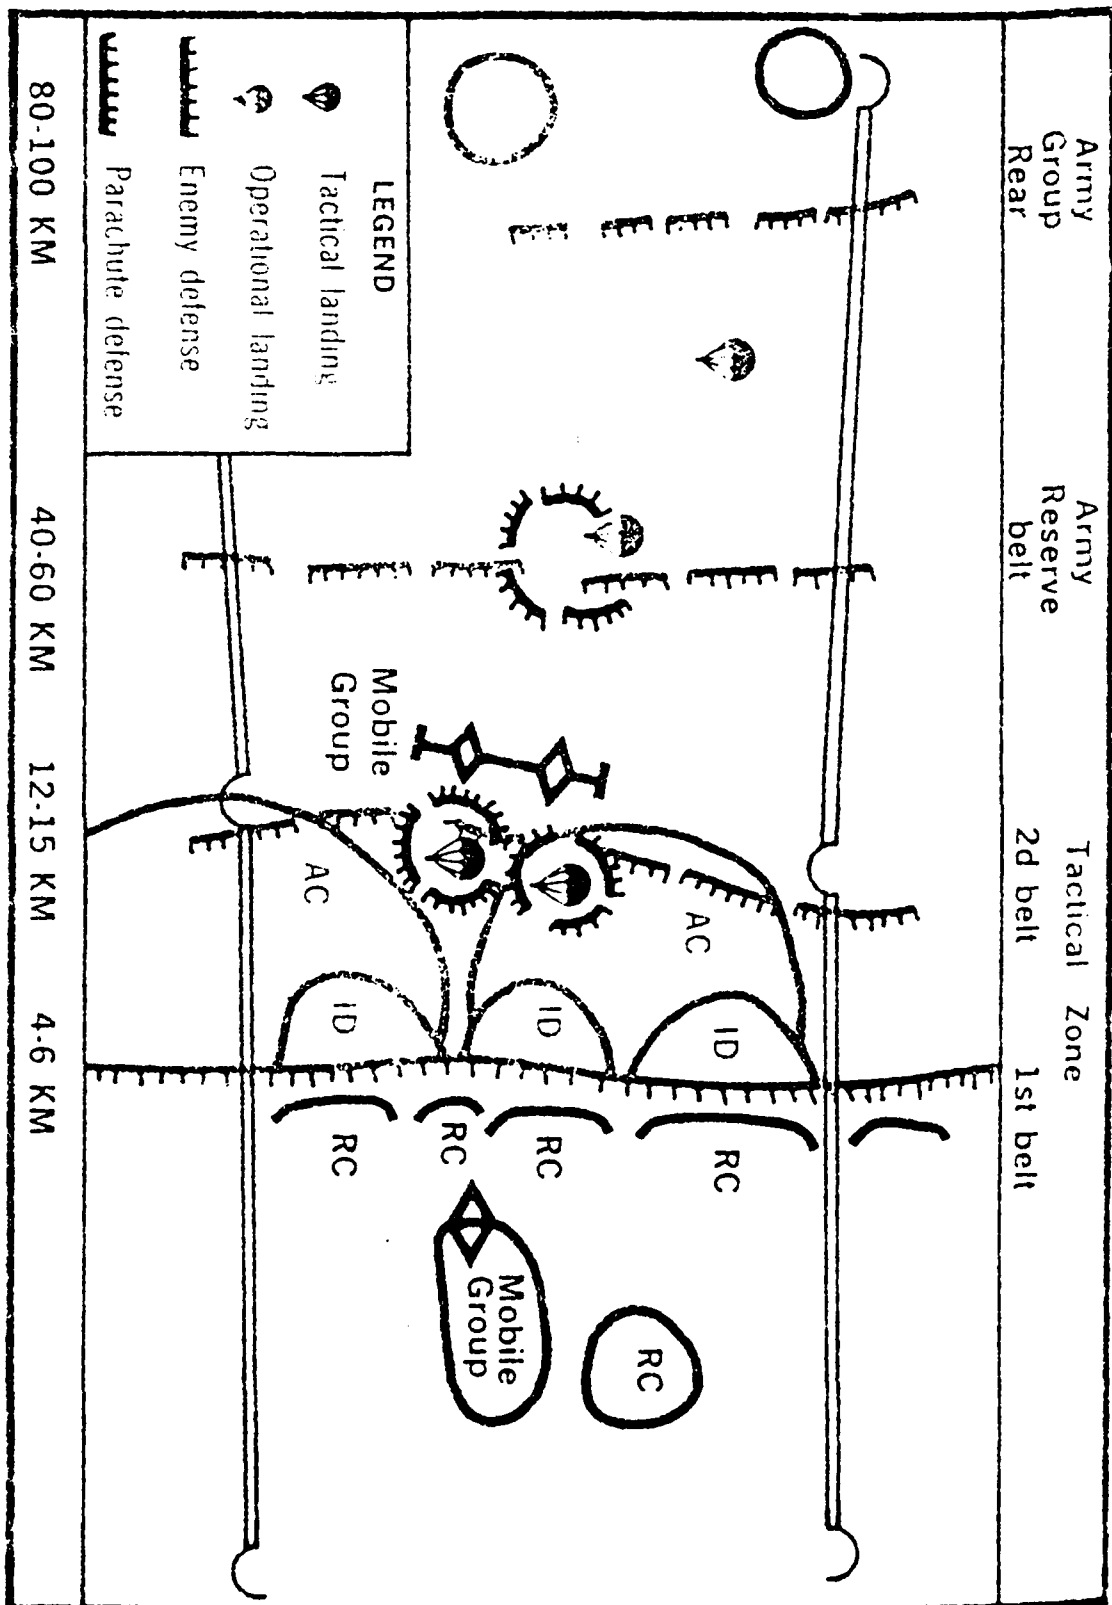 Army
Group
Rear
Army
Reserve
belt
Tactical Zone
2d belt
1st belt
LEGEND
Tactical landing
Operational landing
Enemy defense
Parachute defense
Mobile
Group
AC
AC
ID
ID
ID
RC
RC
RC
RC
Mobile
Group
RC
80-100 KM
40-60 KM
12-15 KM
4-6 KM